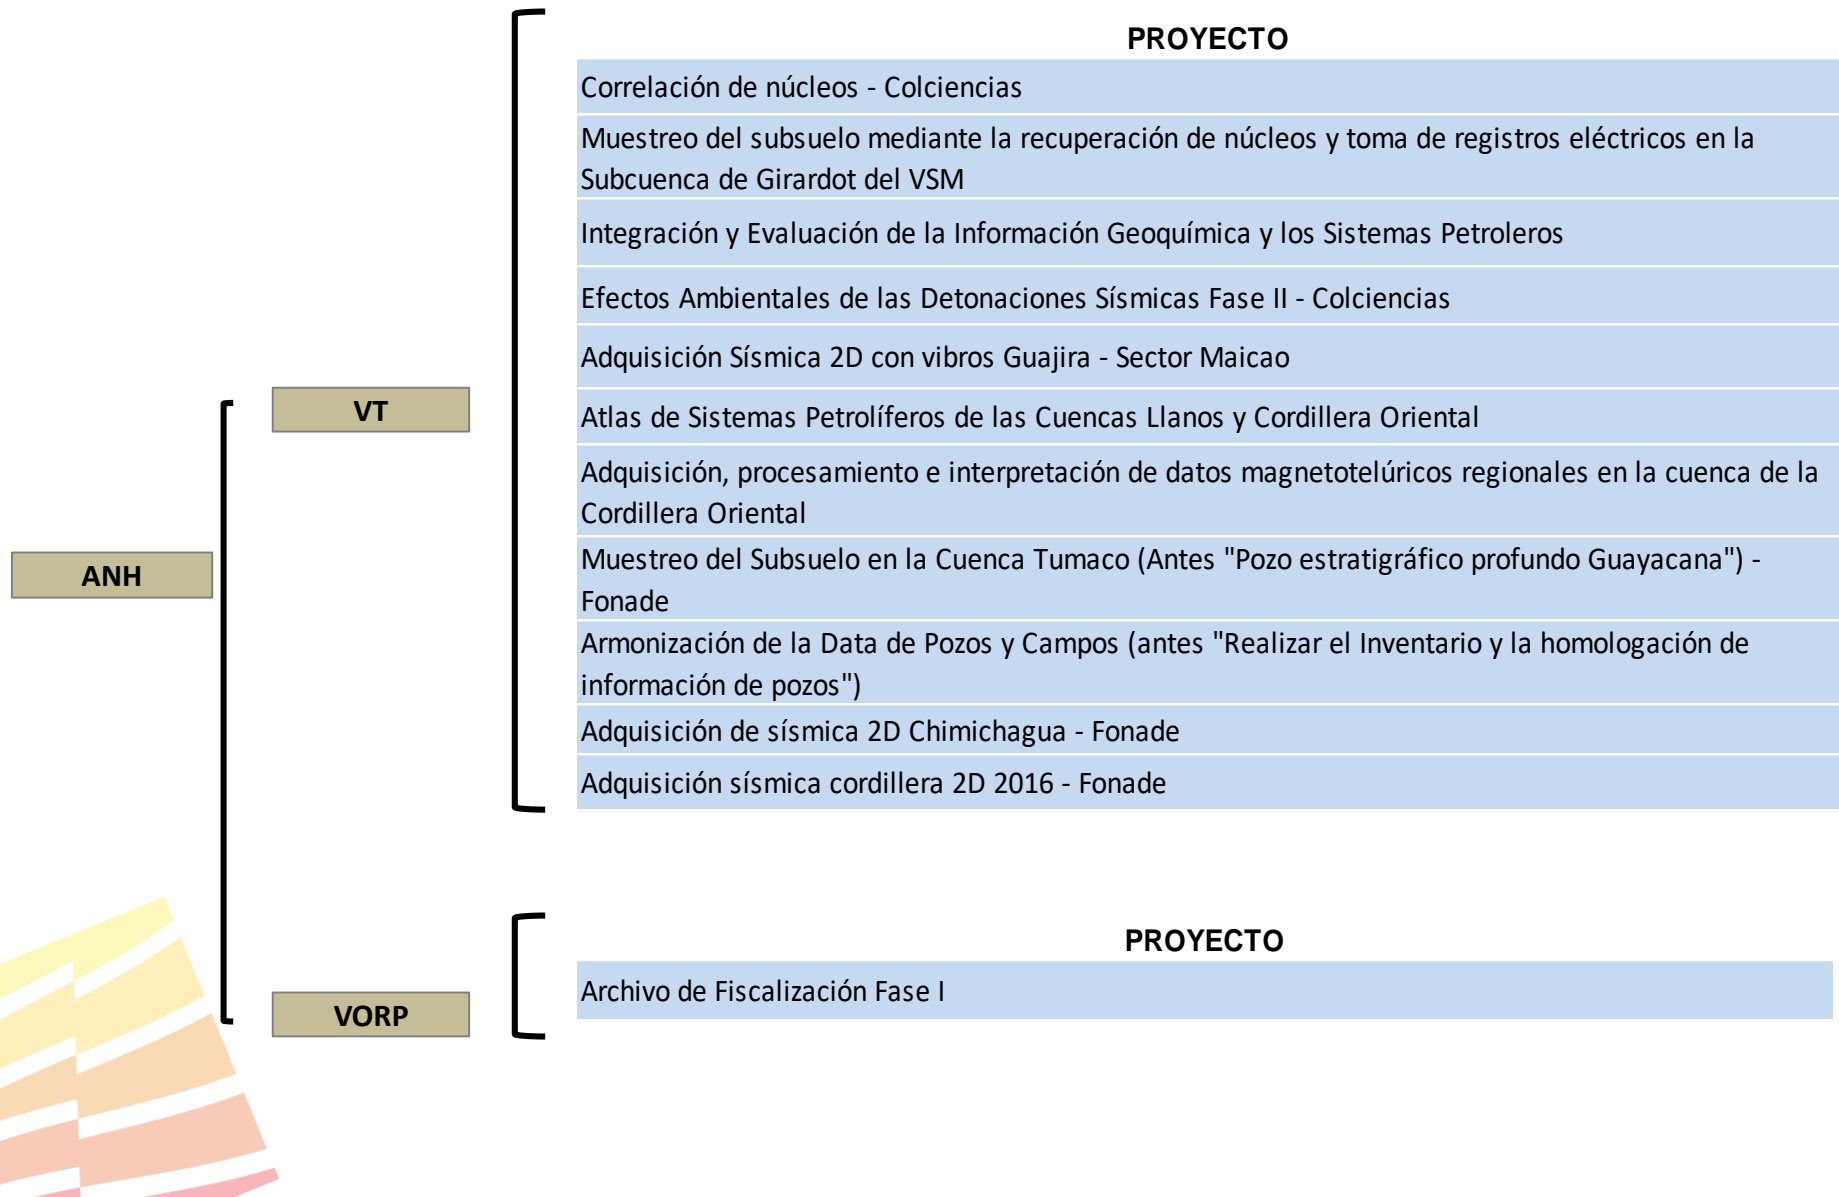 PROYECTO
Correlación de núcleos - Colciencias
Muestreo del subsuelo mediante la recuperación de núcleos y toma de registros eléctricos en la
Subcuenca de Girardot del VSM
Integración y Evaluación de la Información Geoquímica y los Sistemas Petroleros
Efectos Ambientales de las Detonaciones Sísmicas Fase II - Colciencias
Adquisición Sísmica 2D con vibros Guajira - Sector Maicao
VT
Atlas de Sistemas Petrolíferos de las Cuencas Llanos y Cordillera Oriental
Adquisición, procesamiento e interpretación de datos magnetotelúricos regionales en la cuenca de la
Cordillera Oriental
ANH
Muestreo del Subsuelo en la Cuenca Tumaco (Antes "Pozo estratigráfico profundo Guayacana") -
Fonade
Armonización de la Data de Pozos y Campos (antes "Realizar el Inventario y la homologación de
información de pozos")
Adquisición de sísmica 2D Chimichagua - Fonade
Adquisición sísmica cordillera 2D 2016 - Fonade
PROYECTO
Archivo de Fiscalización Fase I
VORP